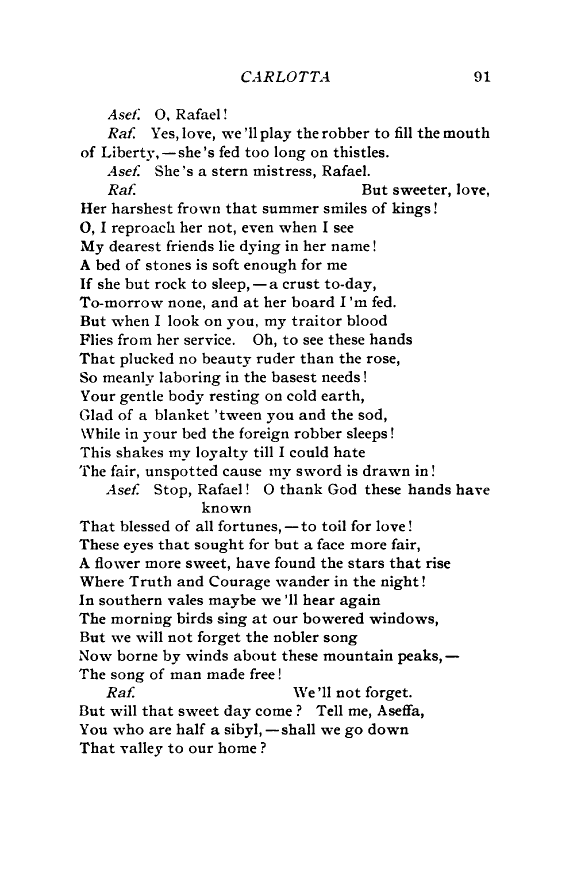 CARLOTTA 91
Asef. O, Rafael!
Raf. Yes, love, we'll play the robber to fill the mouth
of Liberty,—she's fed too long on thistles.
Asef. She's a stern mistress, Rafael.
Raf. But sweeter, love,
Her harshest frown that summer smiles of kings!
O, I reproach her not, even when I see
My dearest friends lie dying in her name!
A bed of stones is soft enough for me
If she but rock to sleep,—a crust to-day,
To-morrow none, and at her board I'm fed.
But when I look on you, my traitor blood
Flies from her service. Oh, to see these hands
That plucked no beauty ruder than the rose,
So meanly laboring in the basest needs!
Your gentle body resting on cold earth,
Glad of a blanket 'tween you and the sod,
While in your bed the foreign robber sleeps!
This shakes my loyalty till I could hate
The fair, unspotted cause my sword is drawn in!
Asef. Stop, Rafael! O thank God these hands have
known
That blessed of all fortunes,—to toil for love!
These eyes that sought for but a face more fair,
A flower more sweet, have found the stars that rise
Where Truth and Courage wander in the night!
In southern vales maybe we'll hear again
The morning birds sing at our bowered windows,
But we will not forget the nobler song
Now borne by winds about these mountain peaks,—
The song of man made free!
Raf. We'll not forget.
But will that sweet day come? Tell me, Aseffa,
You who are half a sibyl,—shall we go down
That valley to our home?